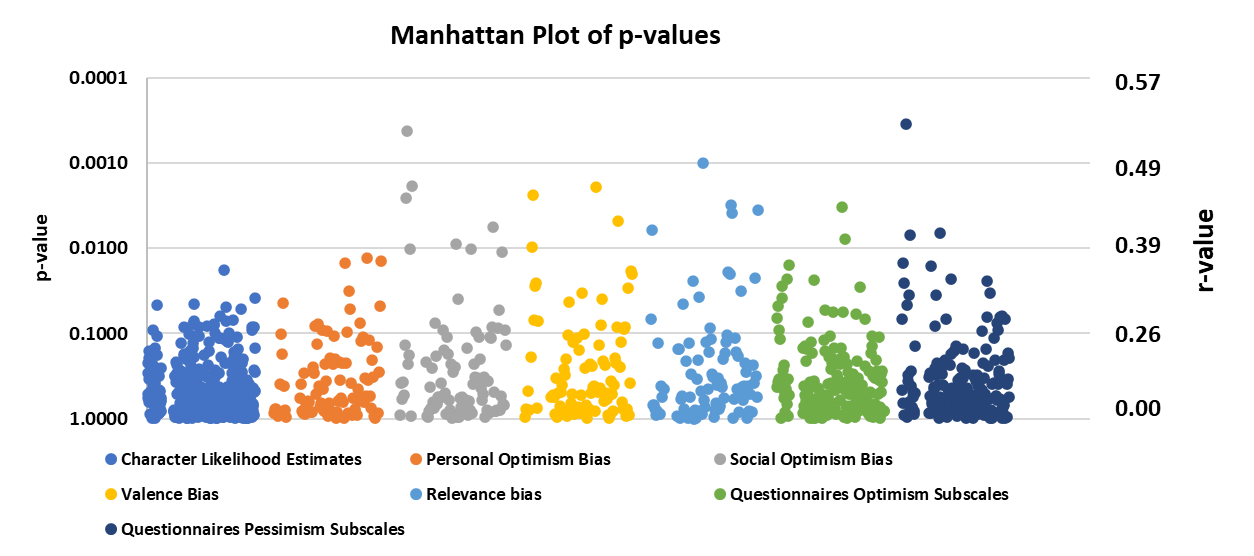 Manhattan Plot of p-values
0.0001
0.57
0.0010
0.49
0.0100
0.39
0.1000
0.26
1.0000
0.00
p-value
r-value
Character Likelihood Estimates
Personal Optimism Bias
Social Optimism Bias
Valence Bias
Relevance bias
Questionnaires Optimism Subscales
Questionnaires Pessimism Subscales